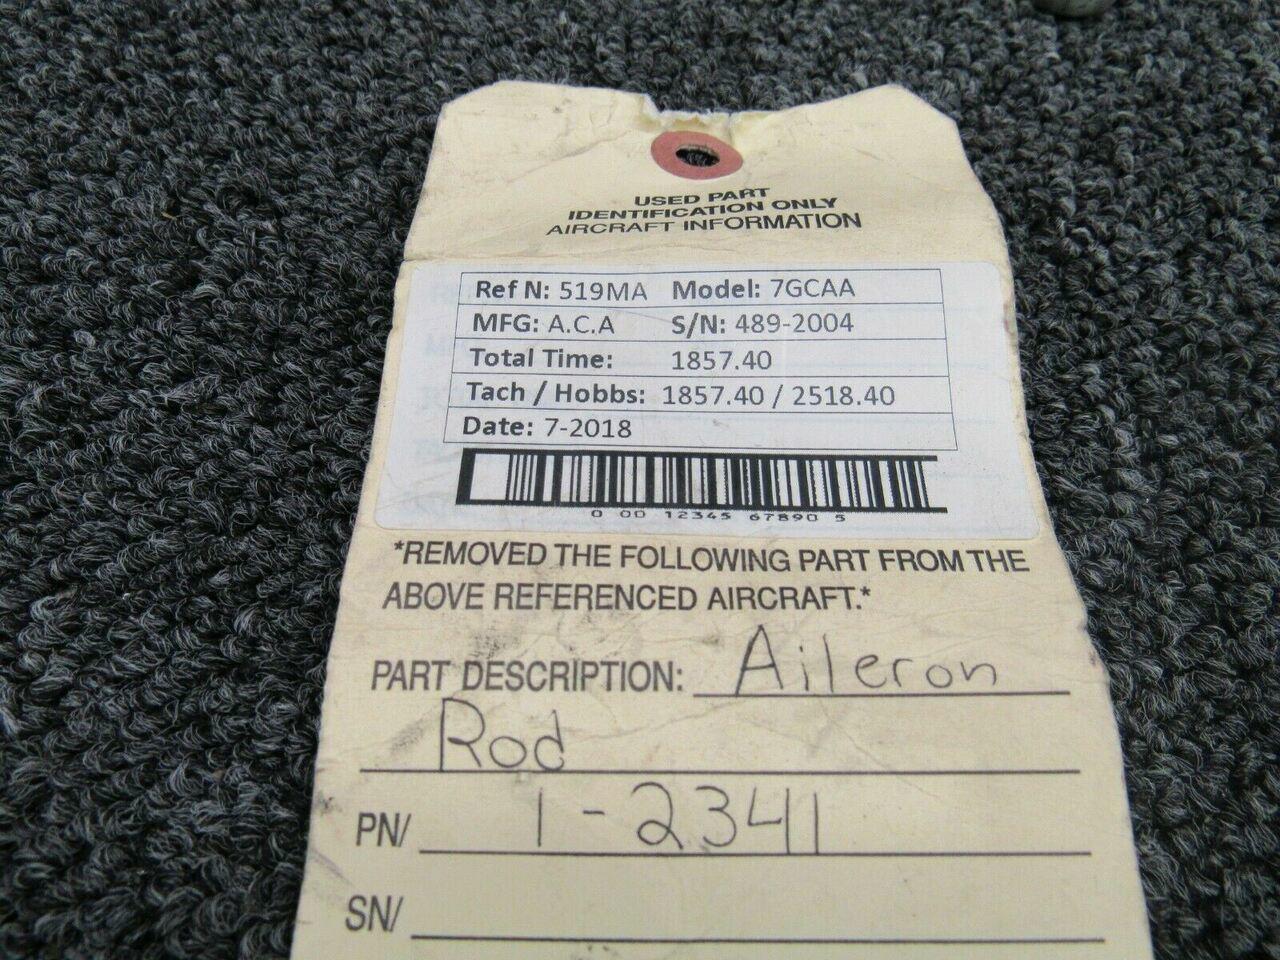 USED PART
IDENTIFICATION ONLY
AIRCRAFT INFORMATION
Ref N: 519MA Model: 7GCAA
MFG: A.C.A S/N: 489-2004
Total Time: 1857.40
Tach / Hobbs: 1857.40 / 2518.40
Date: 7-2018
0 00 12345 67890 5
*REMOVED THE FOLLOWING PART FROM THE
ABOVE REFERENCED AIRCRAFT.*
PART DESCRIPTION: Aileron
Rod
PN/ 1-2341
SN/